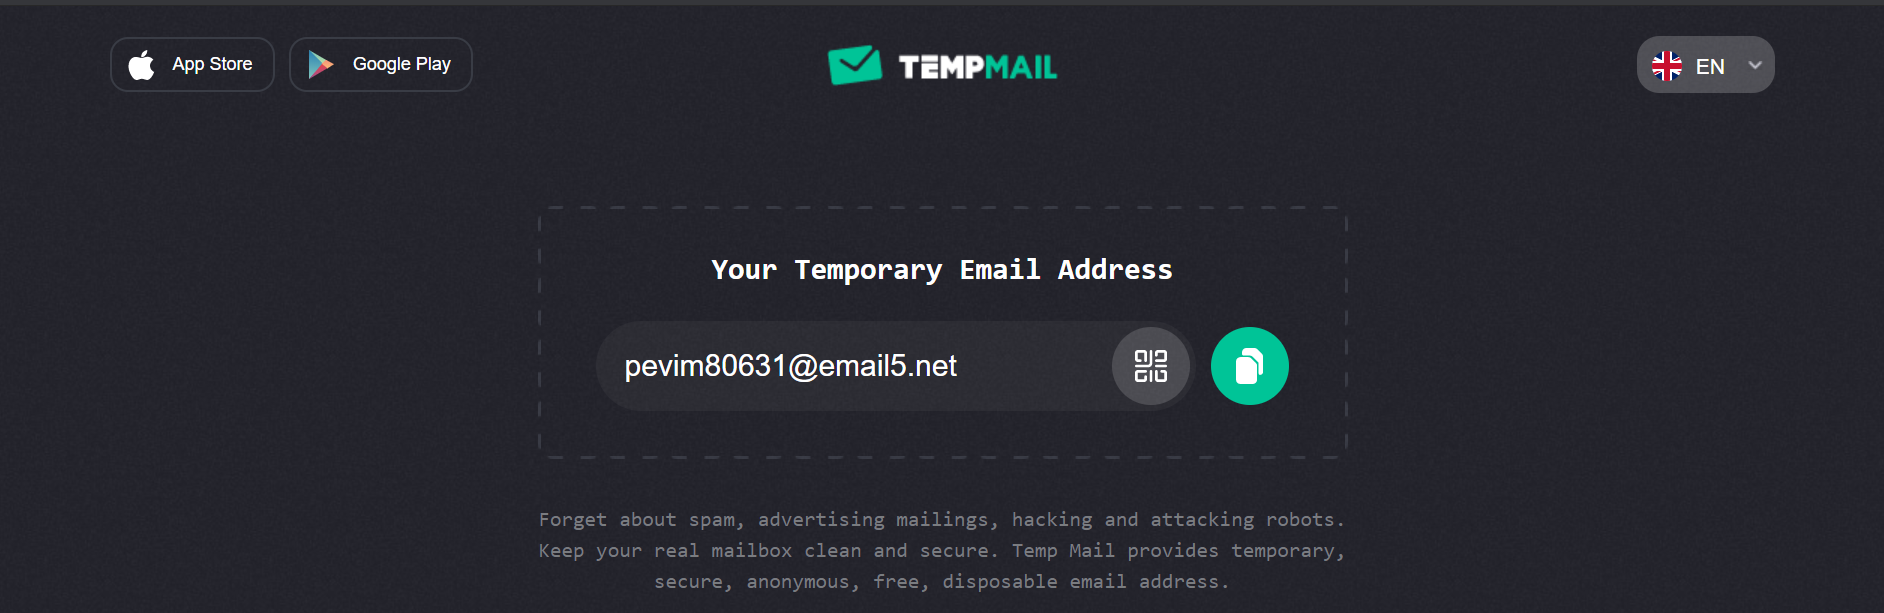 App Store
Google Play
TEMPMAIL
EN
Your Temporary Email Address
pevim80631@email5.net
Forget about spam, advertising mailings, hacking and attacking robots.
Keep your real mailbox clean and secure. Temp Mail provides temporary,
secure, anonymous, free, disposable email address.